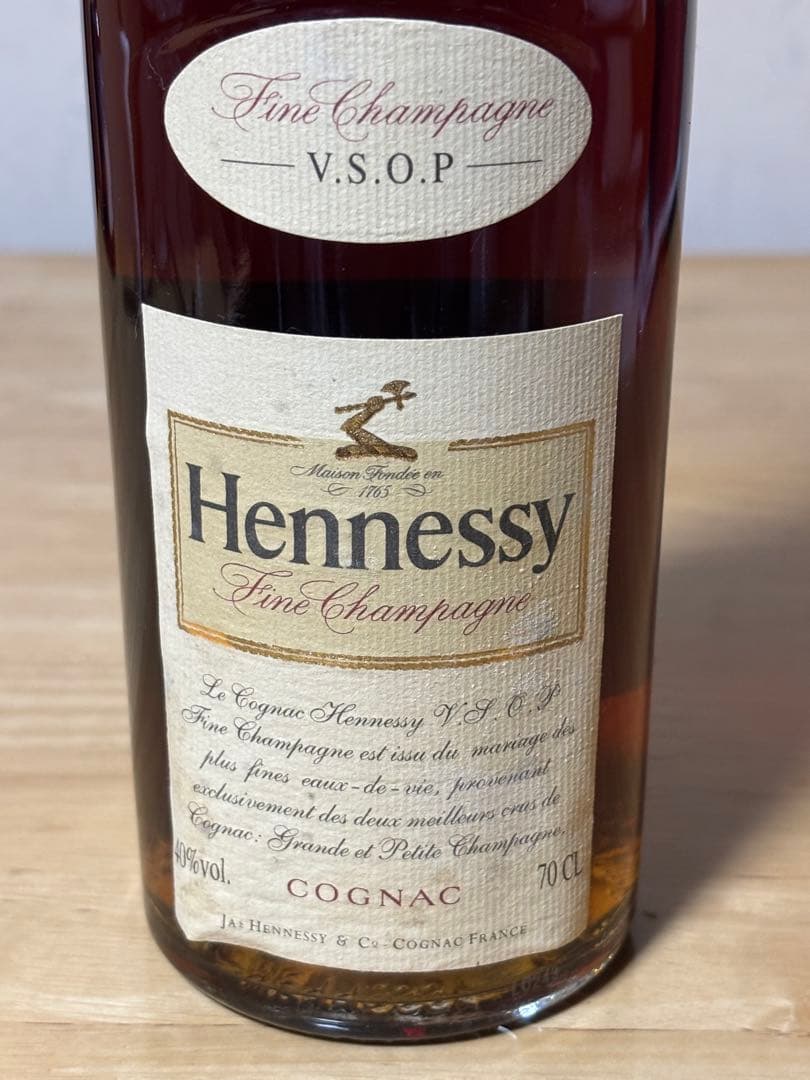 Fine Champagne
V.S.O.P
Maison Fondée en
1765
Hennessy
Fine Champagne
Le Cognac Hennessy V.S.O.P
Fine Champagne est issu du mariage des
plus fines eaux-de-vie, provenant
exclusivement des deux meilleurs crus de
Cognac: Grande et Petite Champagne.
40%vol.
70 CL
COGNAC
JAS HENNESSY & Co - COGNAC FRANCE